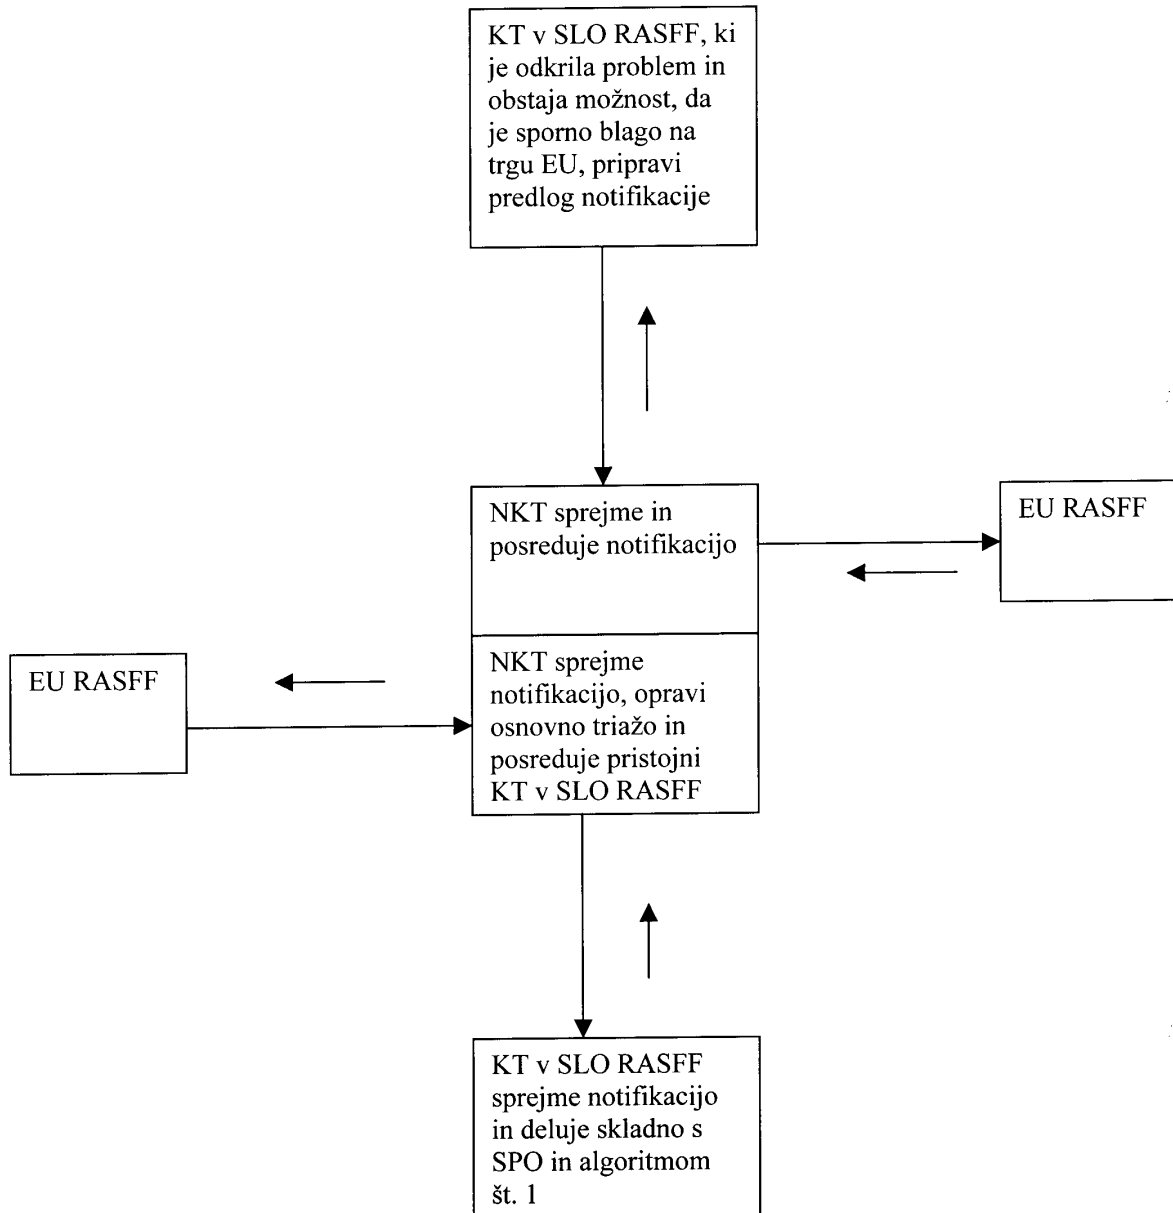 KT v SLO RASFF, ki
je odkrila problem in
obstaja možnost, da
je sporno blago na
trgu EU, pripravi
predlog notifikacije
NKT sprejme in
posreduje notifikacijo
EU RASFF
EU RASFF
NKT sprejme
notifikacijo, opravi
osnovno triažo in
posreduje pristojni
KT v SLO RASFF
KT v SLO RASFF
sprejme notifikacijo
in deluje skladno s
SPO in algoritmom
št. 1